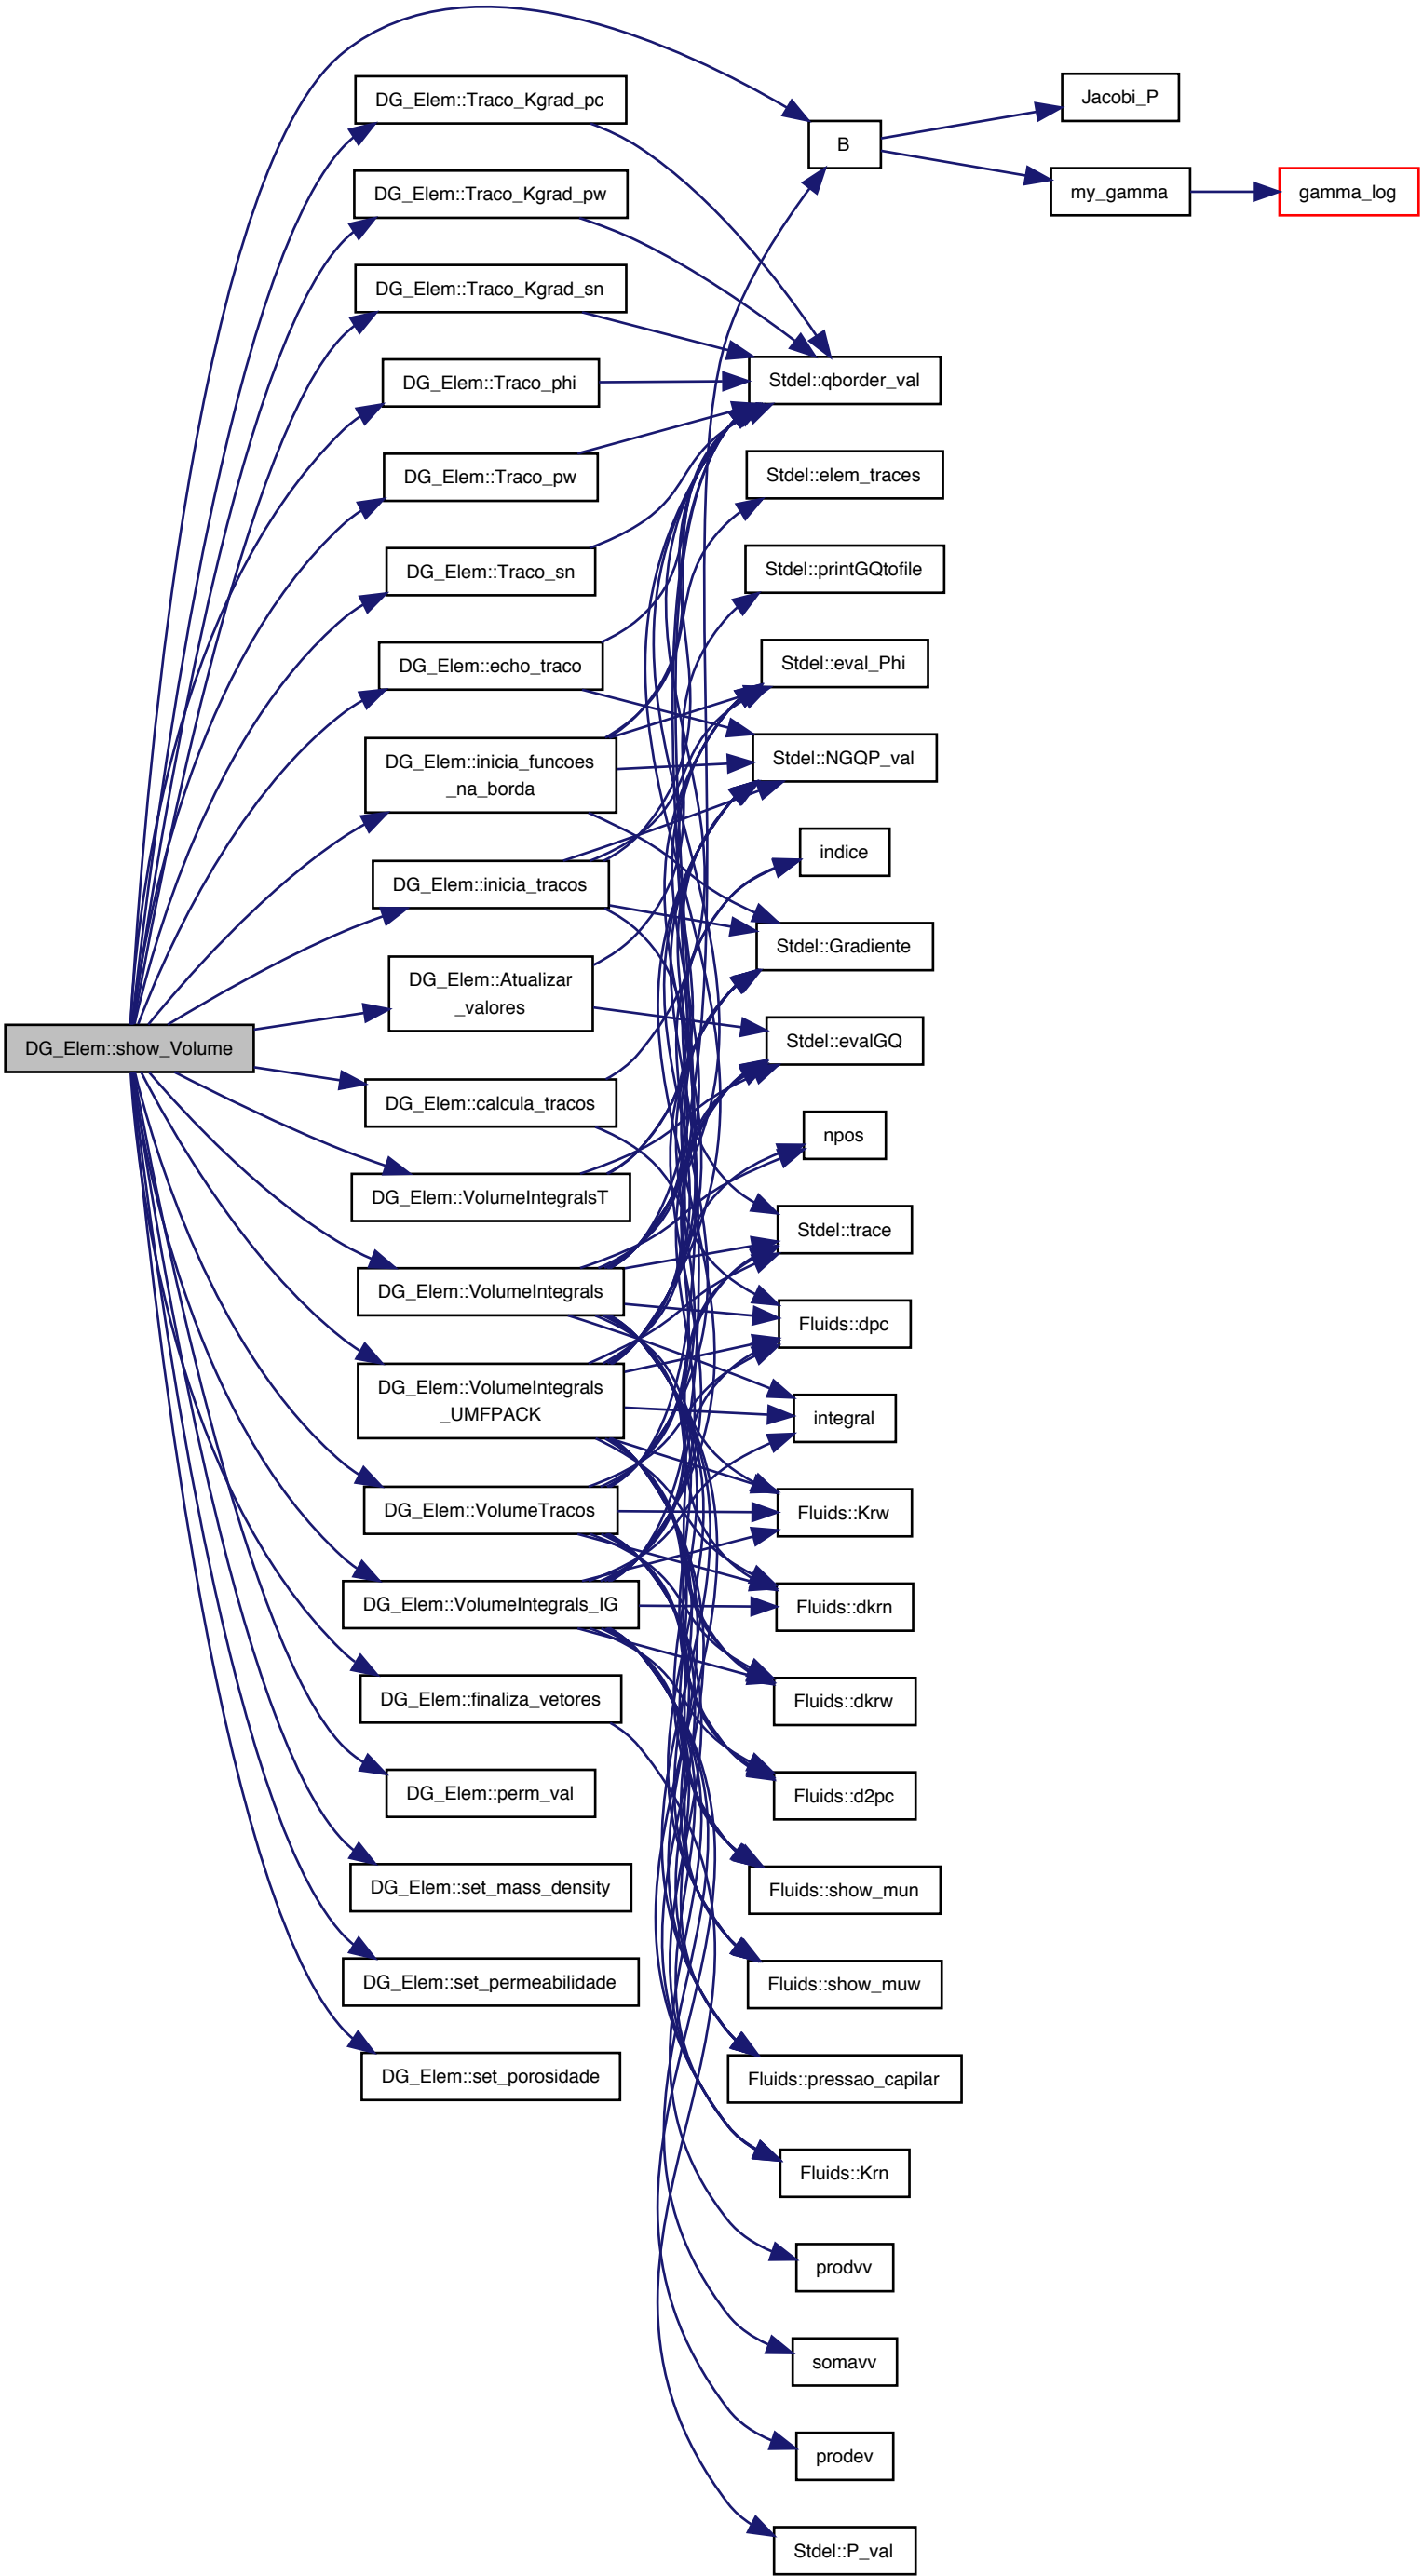 DG_Elem::show_Volume
DG_Elem::Traco_Kgrad_pc
DG_Elem::Traco_Kgrad_pw
DG_Elem::Traco_Kgrad_sn
DG_Elem::Traco_phi
DG_Elem::Traco_pw
DG_Elem::Traco_sn
DG_Elem::echo_traco
DG_Elem::inicia_funcoes
_na_borda
DG_Elem::inicia_tracos
DG_Elem::Atualizar
_valores
DG_Elem::calcula_tracos
DG_Elem::VolumeIntegralsT
DG_Elem::VolumeIntegrals
DG_Elem::VolumeIntegrals
_UMFPACK
DG_Elem::VolumeTracos
DG_Elem::VolumeIntegrals_IG
DG_Elem::finaliza_vetores
DG_Elem::perm_val
DG_Elem::set_mass_density
DG_Elem::set_permeabilidade
DG_Elem::set_porosidade
B
Stdel::qborder_val
Stdel::elem_traces
Stdel::printGQtofile
Stdel::eval_Phi
Stdel::NGQP_val
indice
Stdel::Gradiente
Stdel::evalGQ
npos
Stdel::trace
Fluids::dpc
integral
Fluids::Krw
Fluids::dkrn
Fluids::dkrw
Fluids::d2pc
Fluids::show_mun
Fluids::show_muw
Fluids::pressao_capilar
Fluids::Krn
prodvv
somavv
prodev
Stdel::P_val
Jacobi_P
my_gamma
gamma_log